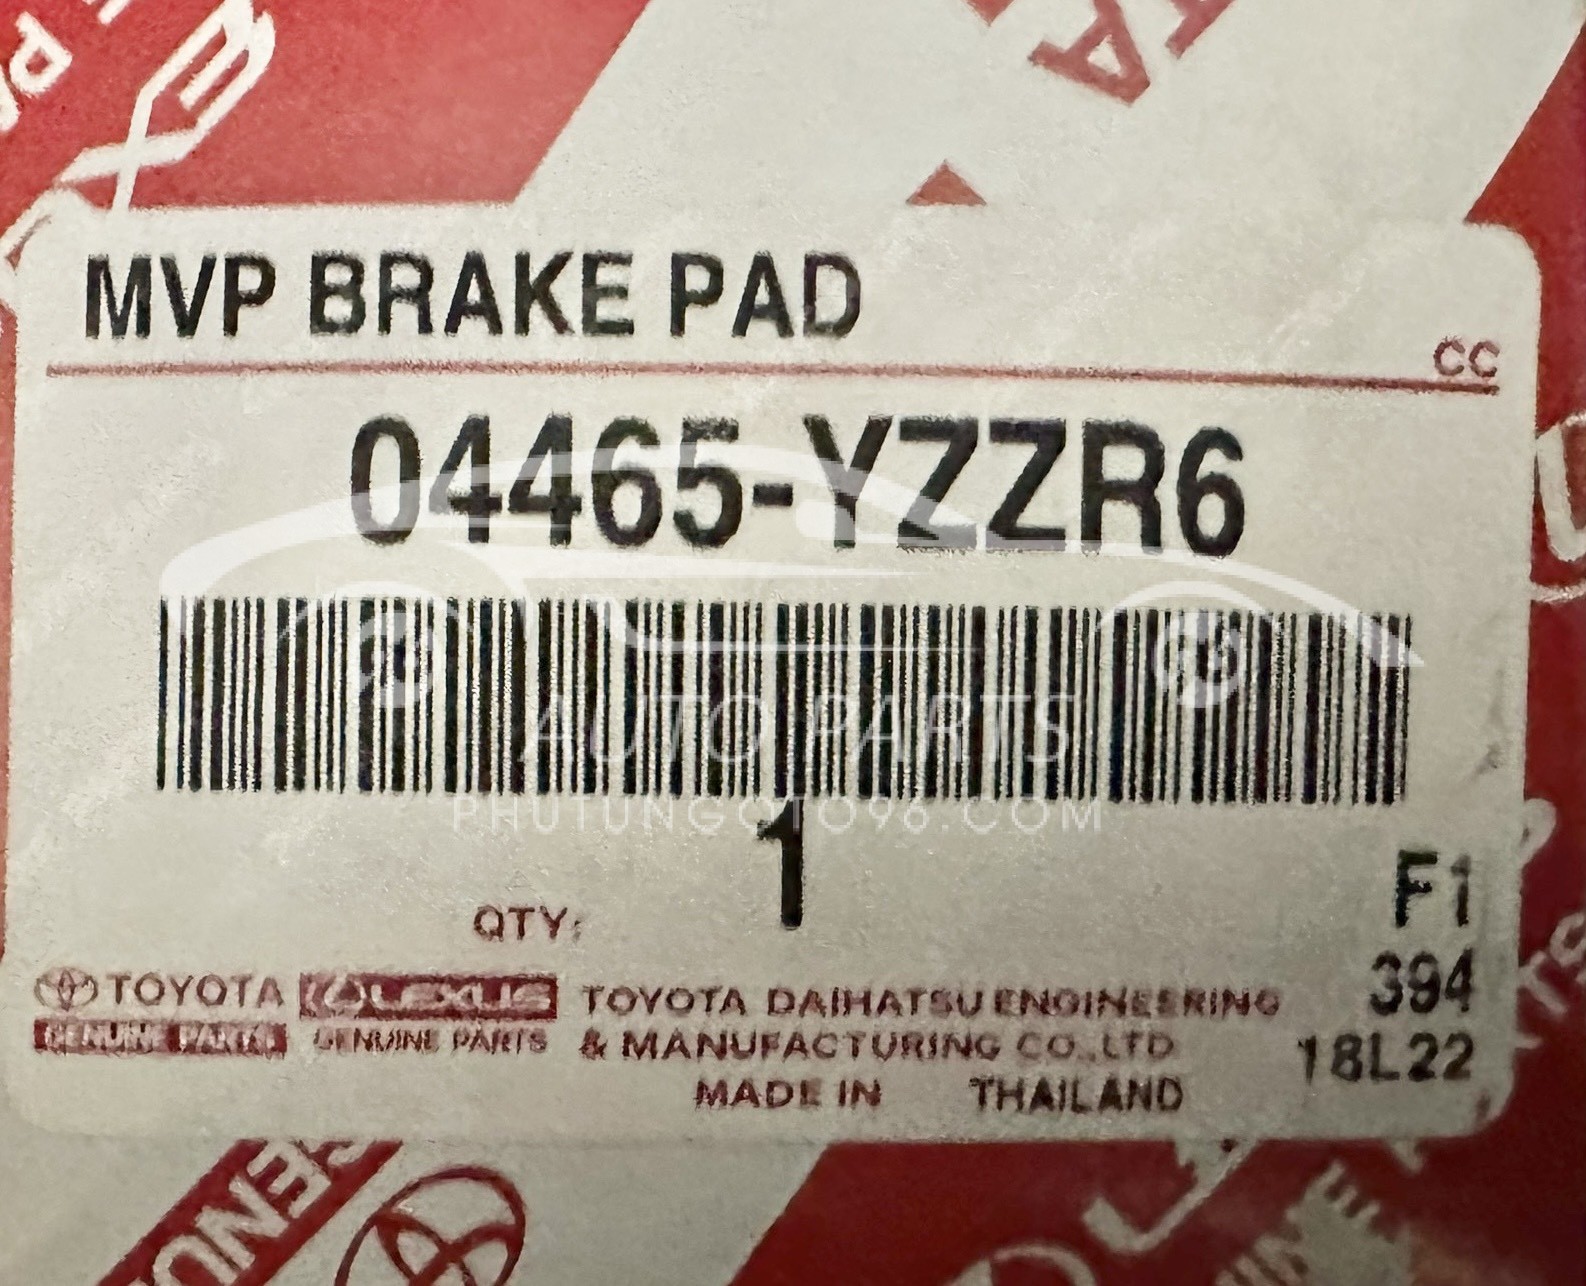 MVP BRAKE PAD
CC
04465-YZZR6
AUTO PARTS
PHUTUNGOTO96.COM
QTY: 1
F1
394
18L22
TOYOTA
GENUINE PARTS
LEXUS
GENUINE PARTS
TOYOTA DAIHATSU ENGINEERING
& MANUFACTURING CO.,LTD
MADE IN THAILAND